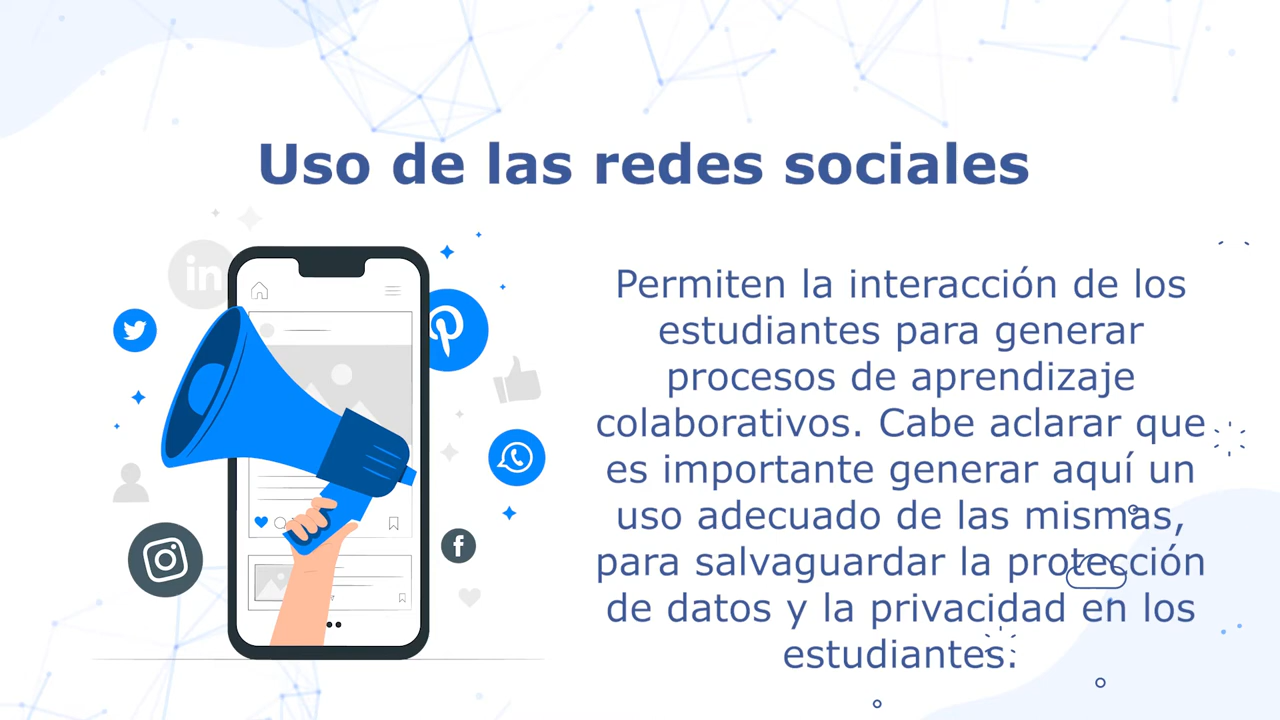 Uso de las redes sociales
Permiten la interacción de los
estudiantes para generar
procesos de aprendizaje
colaborativos. Cabe aclarar que
es importante generar aquí un
uso adecuado de las mismas,
para salvaguardar la protección
de datos y la privacidad en los
estudiantes.
in